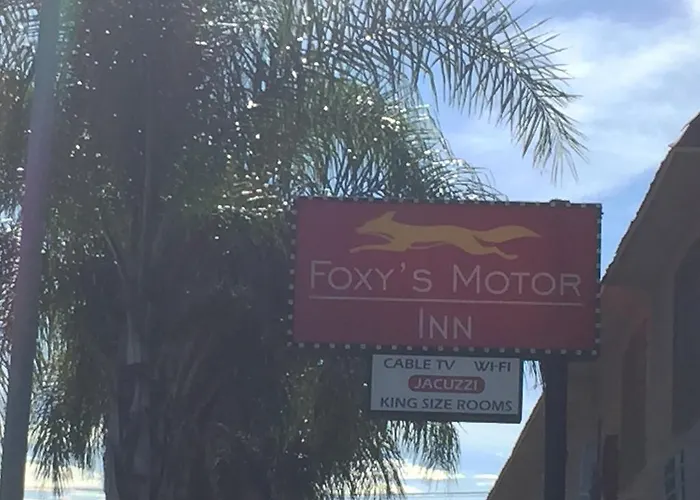 FOXY'S MOTOR
INN
CABLE TV WI-FI
JACUZZI
KING SIZE ROOMS